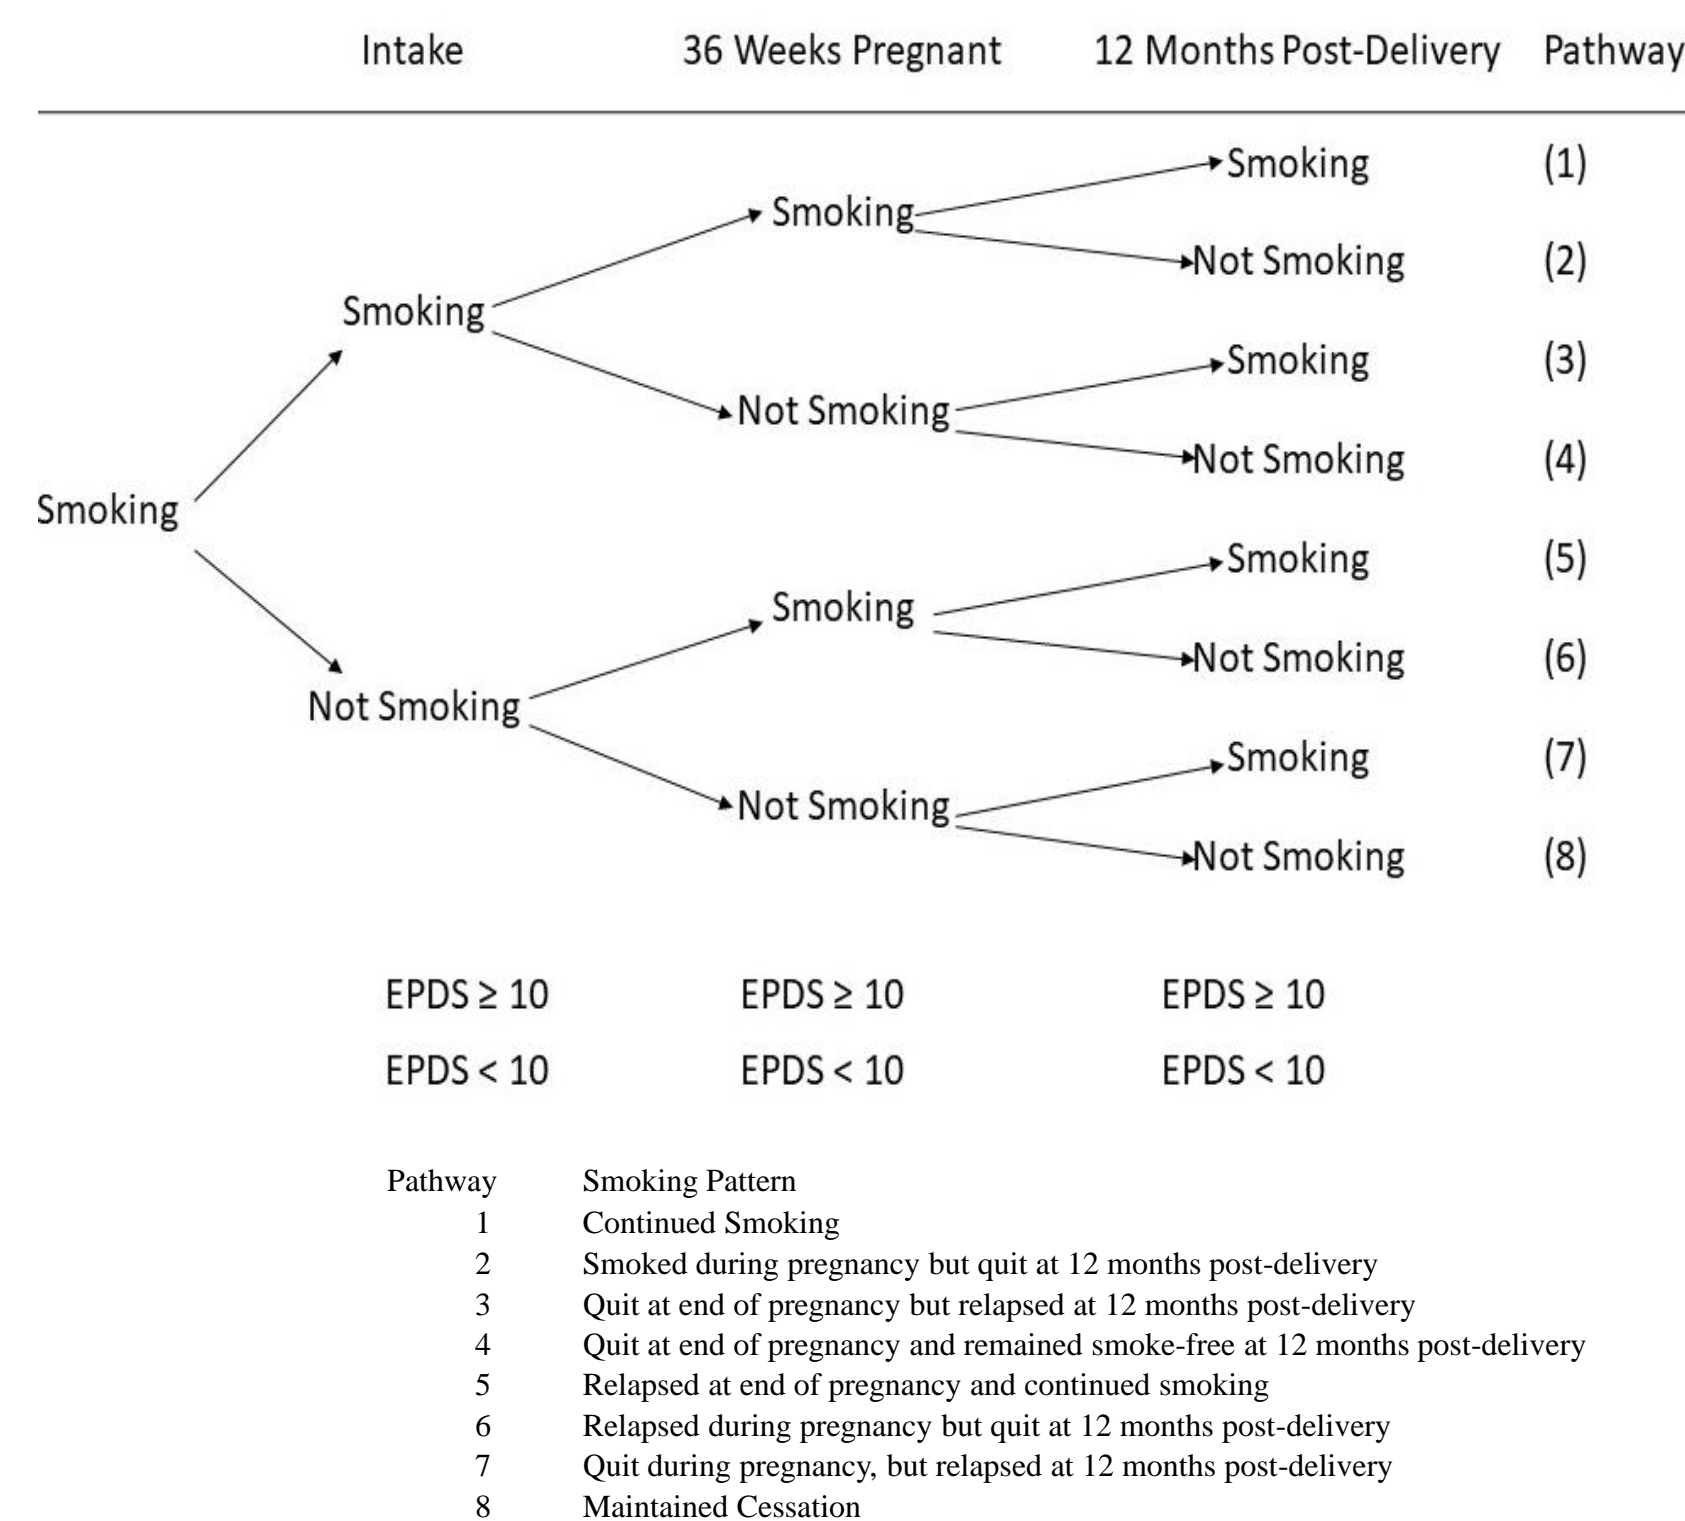 Intake 36 Weeks Pregnant 12 Months Post-Delivery Pathway
Smoking (1)
Smoking
Not Smoking (2)
Smoking
Smoking (3)
Not Smoking
Not Smoking (4)
Smoking
Smoking (5)
Smoking
Not Smoking (6)
Not Smoking
Smoking (7)
Not Smoking
Not Smoking (8)
EPDS ≥ 10 EPDS ≥ 10 EPDS ≥ 10
EPDS < 10 EPDS < 10 EPDS < 10
Pathway Smoking Pattern
1 Continued Smoking
2 Smoked during pregnancy but quit at 12 months post-delivery
3 Quit at end of pregnancy but relapsed at 12 months post-delivery
4 Quit at end of pregnancy and remained smoke-free at 12 months post-delivery
5 Relapsed at end of pregnancy and continued smoking
6 Relapsed during pregnancy but quit at 12 months post-delivery
7 Quit during pregnancy, but relapsed at 12 months post-delivery
8 Maintained Cessation